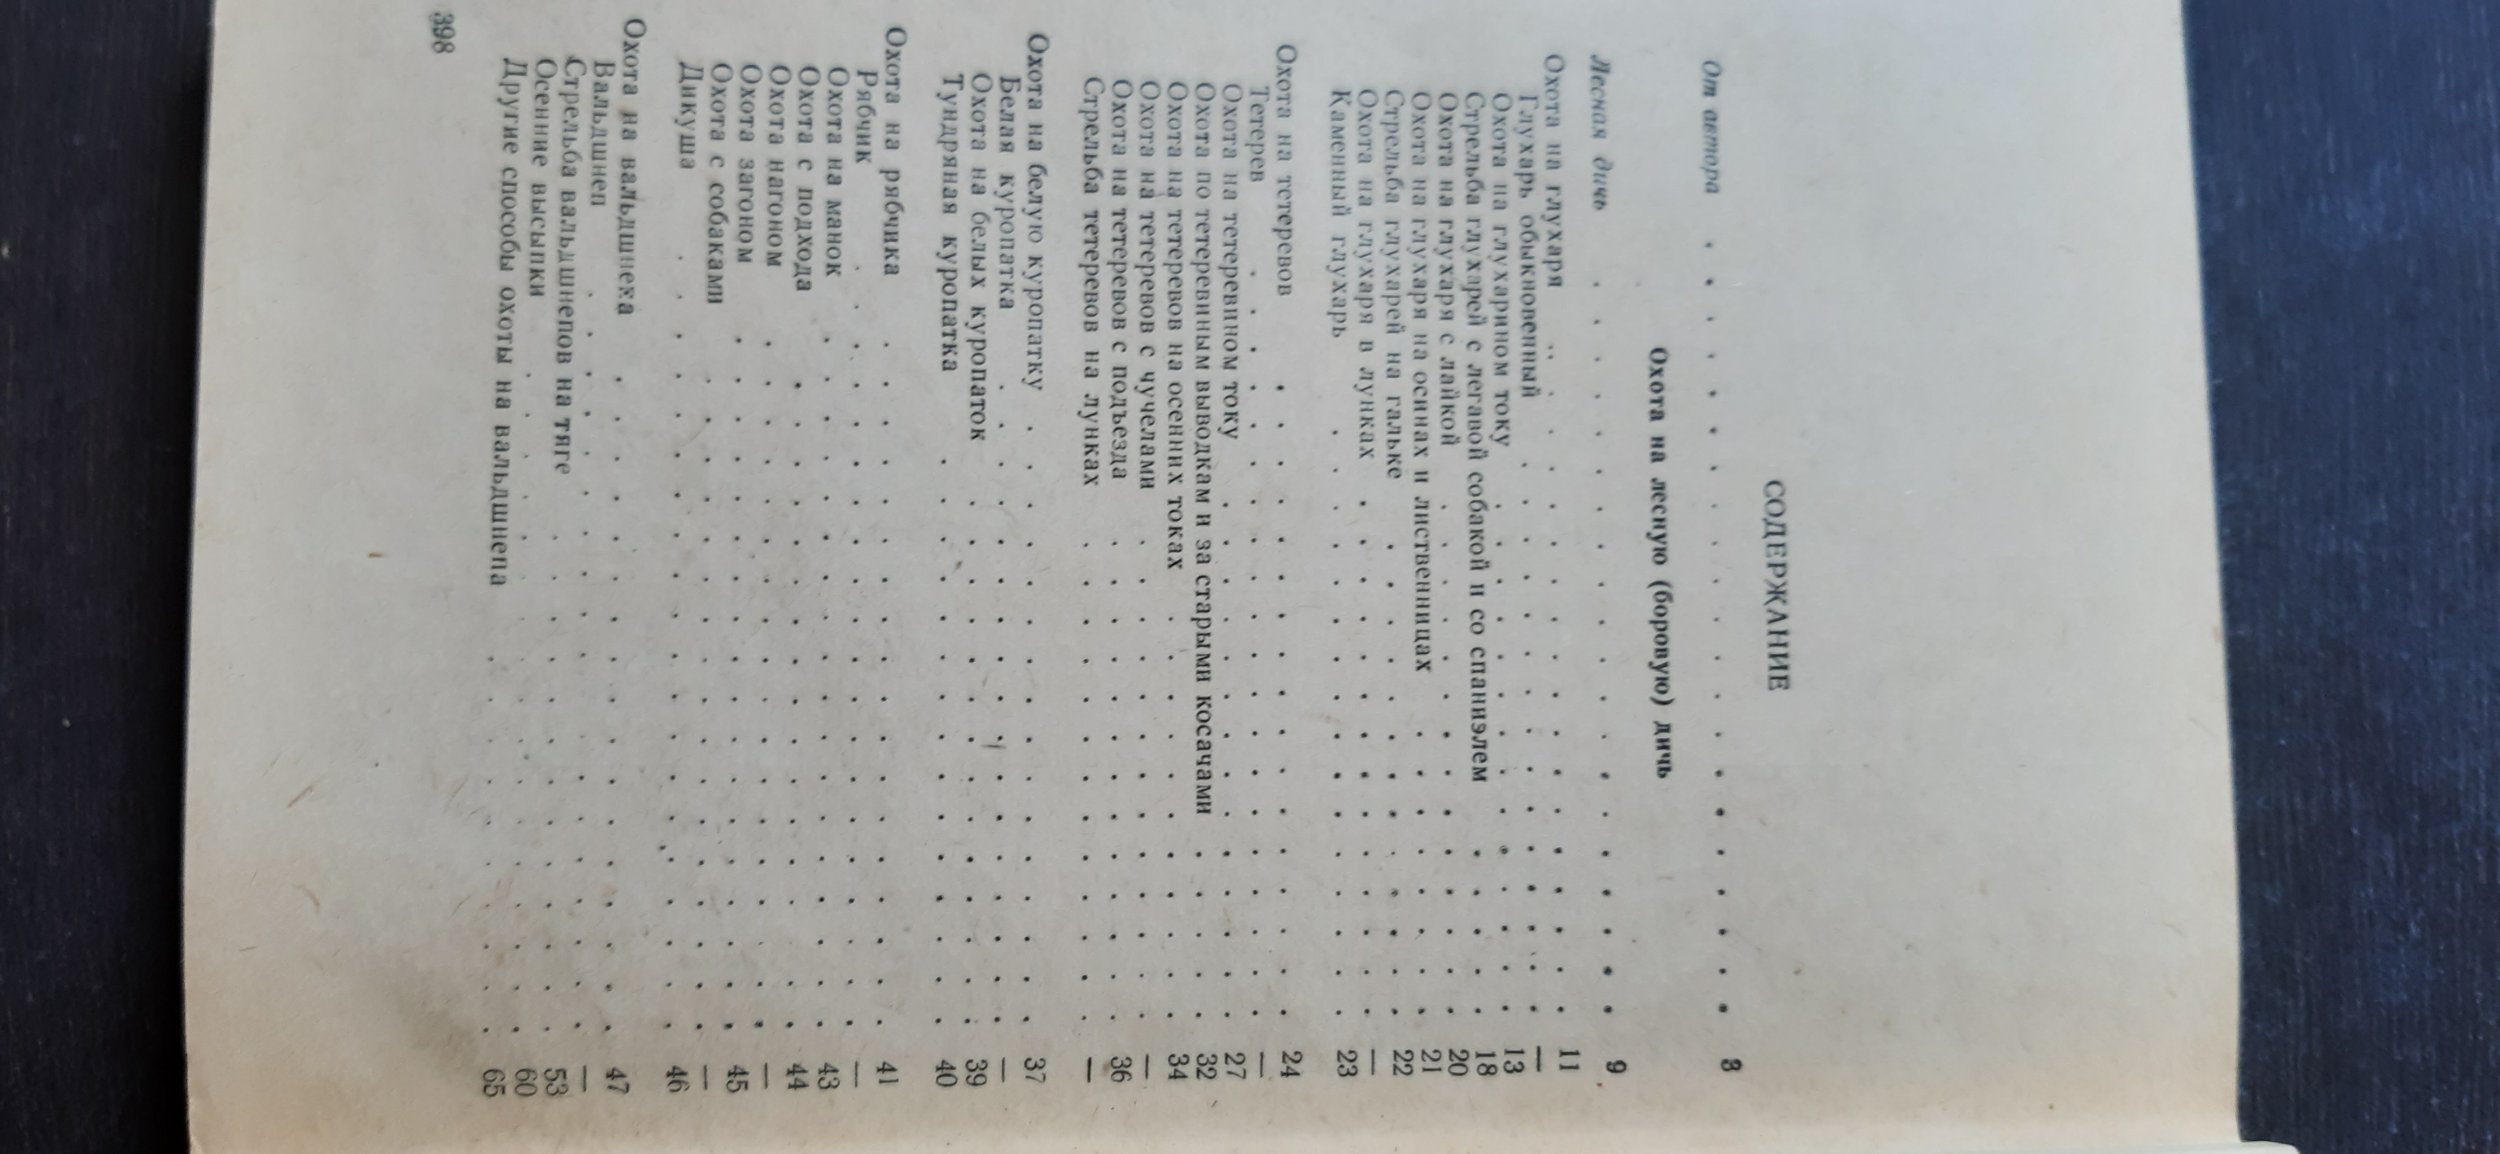 СОДЕРЖАНИЕ
От автора . . . . . . . . . . . . . . . . . . . . 3
Охота на лесную (боровую) дичь
Лесная дичь . . . . . . . . . . . . . . . . . . . 9
Охота на глухаря . . . . . . . . . . . . . . . . . 11
Глухарь обыкновенный . . . . . . . . . . . . . . . —
Охота на глухарином току . . . . . . . . . . . . . 13
Стрельба глухарей с легавой собакой и со спаниэлем . . . . . 18
Охота на глухаря с лайкой . . . . . . . . . . . . . 20
Охота на глухаря на осинах и лиственницах . . . . . . . . 21
Стрельба глухарей на гальке . . . . . . . . . . . . 22
Охота на глухаря в лунках . . . . . . . . . . . . . —
Каменный глухарь . . . . . . . . . . . . . . . . 23
Охота на тетеревов . . . . . . . . . . . . . . . . 24
Тетерев . . . . . . . . . . . . . . . . . . . . —
Охота на тетеревином току . . . . . . . . . . . . . 27
Охота по тетеревиным выводкам и за старыми косачами . . . . . 32
Охота на тетеревов на осенних токах . . . . . . . . . . 34
Охота на тетеревов с чучелами . . . . . . . . . . . . —
Охота на тетеревов с подъезда . . . . . . . . . . . . 36
Стрельба тетеревов на лунках . . . . . . . . . . . . —
Охота на белую куропатку . . . . . . . . . . . . . . 37
Белая куропатка . . . . . . . . . . . . . . . . . —
Охота на белых куропаток . . . . . . . . . . . . . . 39
Тундряная куропатка . . . . . . . . . . . . . . . 40
Охота на рябчика . . . . . . . . . . . . . . . . . 41
Рябчик . . . . . . . . . . . . . . . . . . . . —
Охота на манок . . . . . . . . . . . . . . . . . . 43
Охота с подхода . . . . . . . . . . . . . . . . . 44
Охота нагоном . . . . . . . . . . . . . . . . . . —
Охота загоном . . . . . . . . . . . . . . . . . . 45
Охота с собаками . . . . . . . . . . . . . . . . . —
Дикуша . . . . . . . . . . . . . . . . . . . . . 46
Охота на вальдшнепа . . . . . . . . . . . . . . . . 47
Вальдшнеп . . . . . . . . . . . . . . . . . . . . —
Стрельба вальдшнепов на тяге . . . . . . . . . . . . 53
Осенние высыпки . . . . . . . . . . . . . . . . . 60
Другие способы охоты на вальдшнепа . . . . . . . . . . 65
398